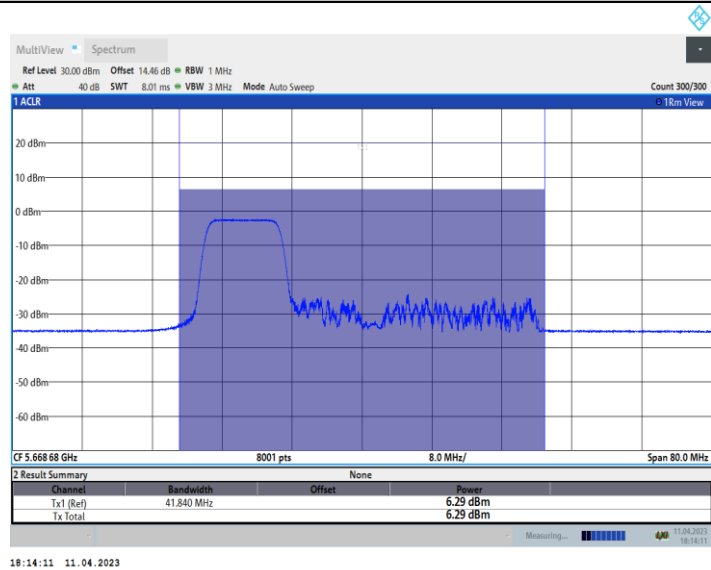 MultiView Spectrum
Ref Level 30.00 dBm Offset 14.46 dB RBW 1 MHz
Att 40 dB SWT 8.01 ms VBW 3 MHz Mode Auto Sweep Count 300/300
1 ACLR 1Rm View
20 dBm
10 dBm
0 dBm
-10 dBm
-20 dBm
-30 dBm
-40 dBm
-50 dBm
-60 dBm
CF 5.668 68 GHz 8001 pts 8.0 MHz/ Span 80.0 MHz
2 Result Summary None
Channel Bandwidth Offset Power
Tx1 (Ref) 41.840 MHz 6.29 dBm
Tx Total 6.29 dBm
Measuring... 11.04.2023
18:14:11
18:14:11 11.04.2023